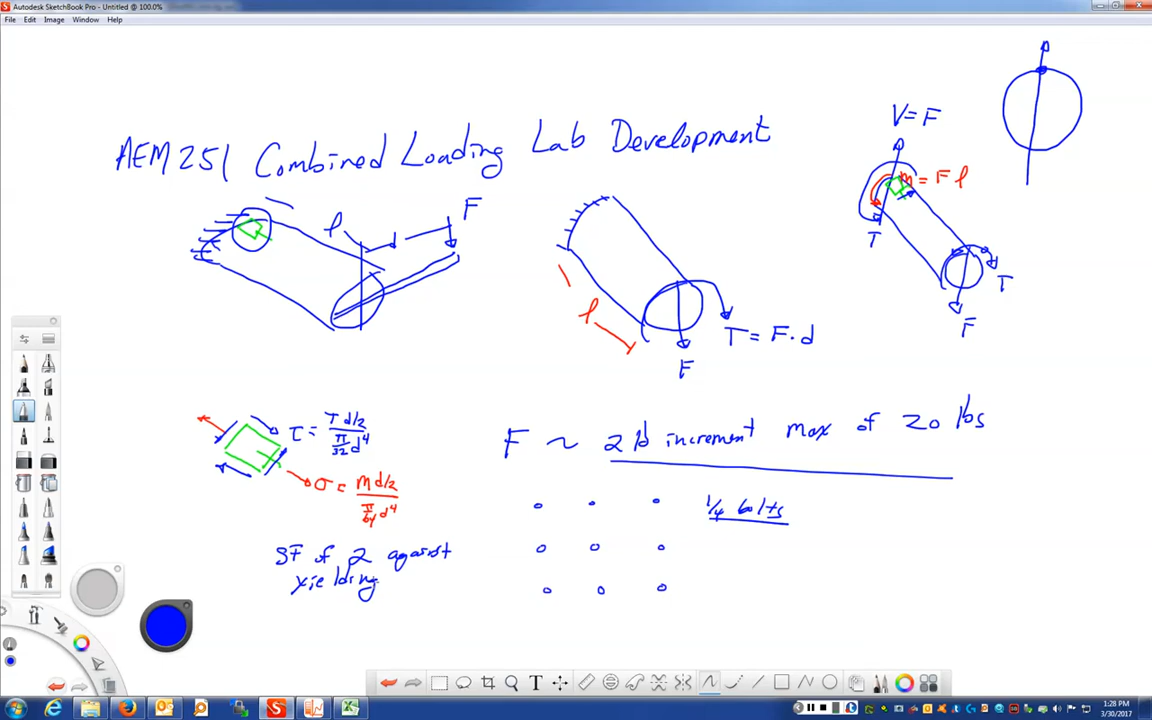 Autodesk SketchBook Pro - Untitled @ 100.0%
File Edit Image Window Help
AEM 251 Combined Loading Lab Development
V = F
M = F l
T
T
F
l
d
F
l
T = F · d
F
τ = T d/2 / π/32 d⁴
σ = M d/2 / π/64 d⁴
F ~ 2 lb increment max of 20 lbs
1/4 bolts
SF of 2 against
yielding
T
1:28 PM
3/30/2017